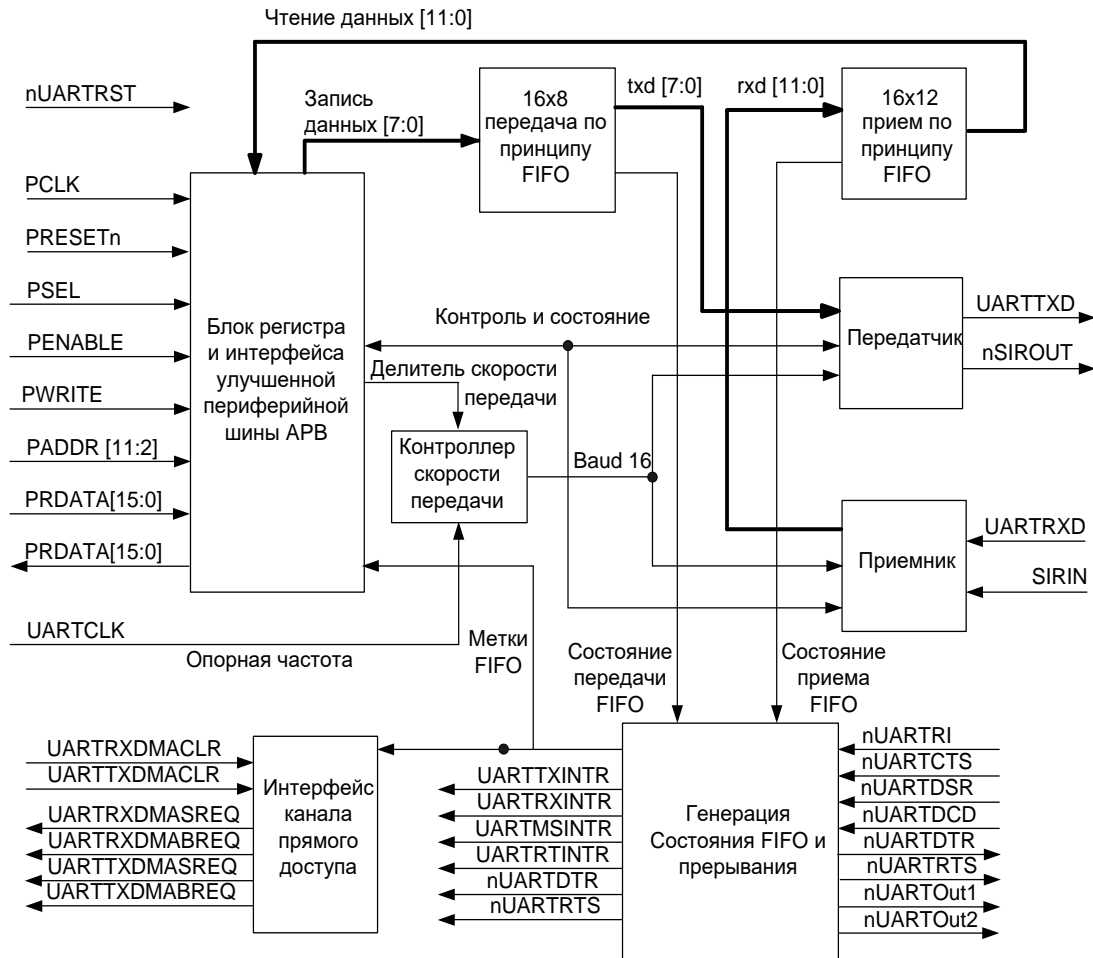 Чтение данных [11:0]
nUARTRST
Запись
данных [7:0]
16x8
передача по
принципу
FIFO
txd [7:0]
rxd [11:0]
16x12
прием по
принципу
FIFO
PCLK
PRESETn
PSEL
PENABLE
PWRITE
PADDR [11:2]
PRDATA[15:0]
PRDATA[15:0]
UARTCLK
Опорная частота
Блок регистра
и интерфейса
улучшенной
периферийной
шины APB
Контроль и состояние
Делитель скорости
передачи
Контроллер
скорости
передачи
Baud 16
Передатчик
UARTTXD
nSIROUT
Приемник
UARTRXD
SIRIN
Метки
FIFO
Состояние
передачи
FIFO
Состояние
приема
FIFO
UARTRXDMACLR
UARTTXDMACLR
UARTRXDMASREQ
UARTRXDMABREQ
UARTTXDMASREQ
UARTTXDMABREQ
Интерфейс
канала
прямого
доступа
UARTTXINTR
UARTRXINTR
UARTMSINTR
UARTRTINTR
nUARTDTR
nUARTRTS
Генерация
Состояния FIFO и
прерывания
nUARTRI
nUARTCTS
nUARTDSR
nUARTDCD
nUARTDTR
nUARTRTS
nUARTOut1
nUARTOut2